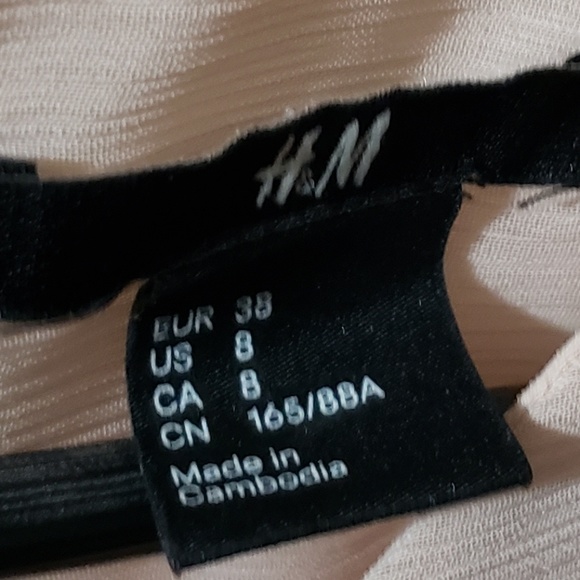 H&M
EUR 38
US 8
CA 8
CN 165/88A
Made in
Cambodia